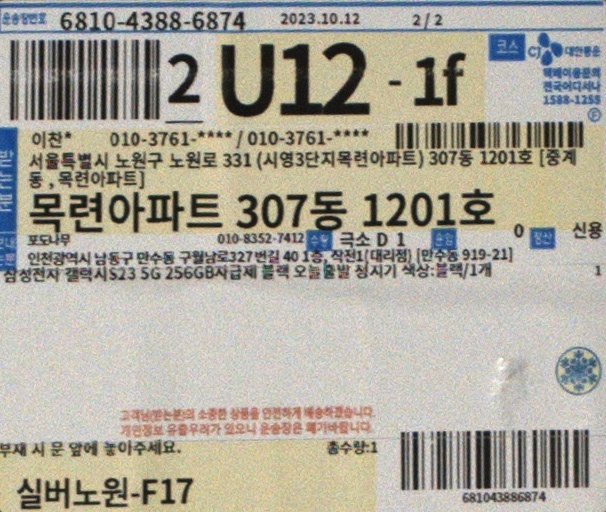 운송장번호 6810-4388-6874 2023.10.12 2/2
2 U12 - 1f
코스 CJ 대한통운
택배이용문의
전국어디서나
1588-1255
이찬* 010-3761-**** / 010-3761-****
서울특별시 노원구 노원로 331 (시영3단지목련아파트) 307동 1201호 [중계
동 , 목련아파트]
목련아파트 307동 1201호
포도나무 010-8352-7412 수량 극소 D 1 운임 0 정산 신용
인천광역시 남동구 만수동 구월남로327번길 40 1층, 작전1(대리점) [만수동 919-21]
삼성전자 갤럭시S23 5G 256GB자급제 블랙 오늘출발 정지기 색상:블랙/1개 1
고객님(받는분)의 소중한 상품을 안전하게 배송하겠습니다.
개인정보 유출우려가 있으니 운송장은 폐기바랍니다.
부재 시 문 앞에 놓아주세요. 총수량:1
실버노원-F17
681043886874